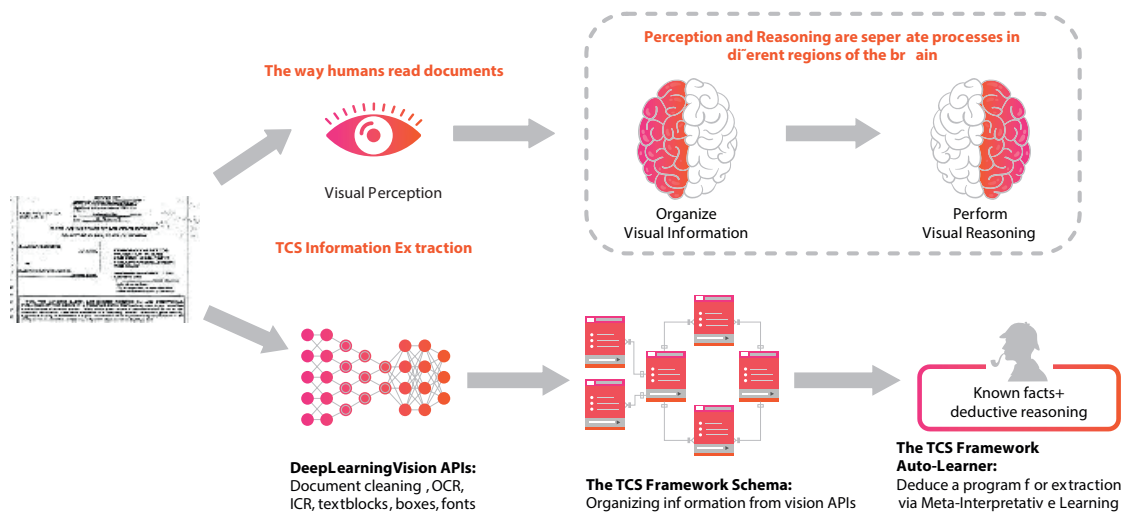 Perception and Reasoning are seper ate processes in
di˜erent regions of the br ain
The way humans read documents
Visual Perception
Organize
Visual Information
Perform
Visual Reasoning
TCS Information Ex traction
Known facts+
deductive reasoning
DeepLearningVision APIs:
Document cleaning , OCR,
ICR, textblocks, boxes, fonts
The TCS Framework Schema:
Organizing inf ormation from vision APIs
The TCS Framework
Auto-Learner:
Deduce a program f or extraction
via Meta-Interpretativ e Learning